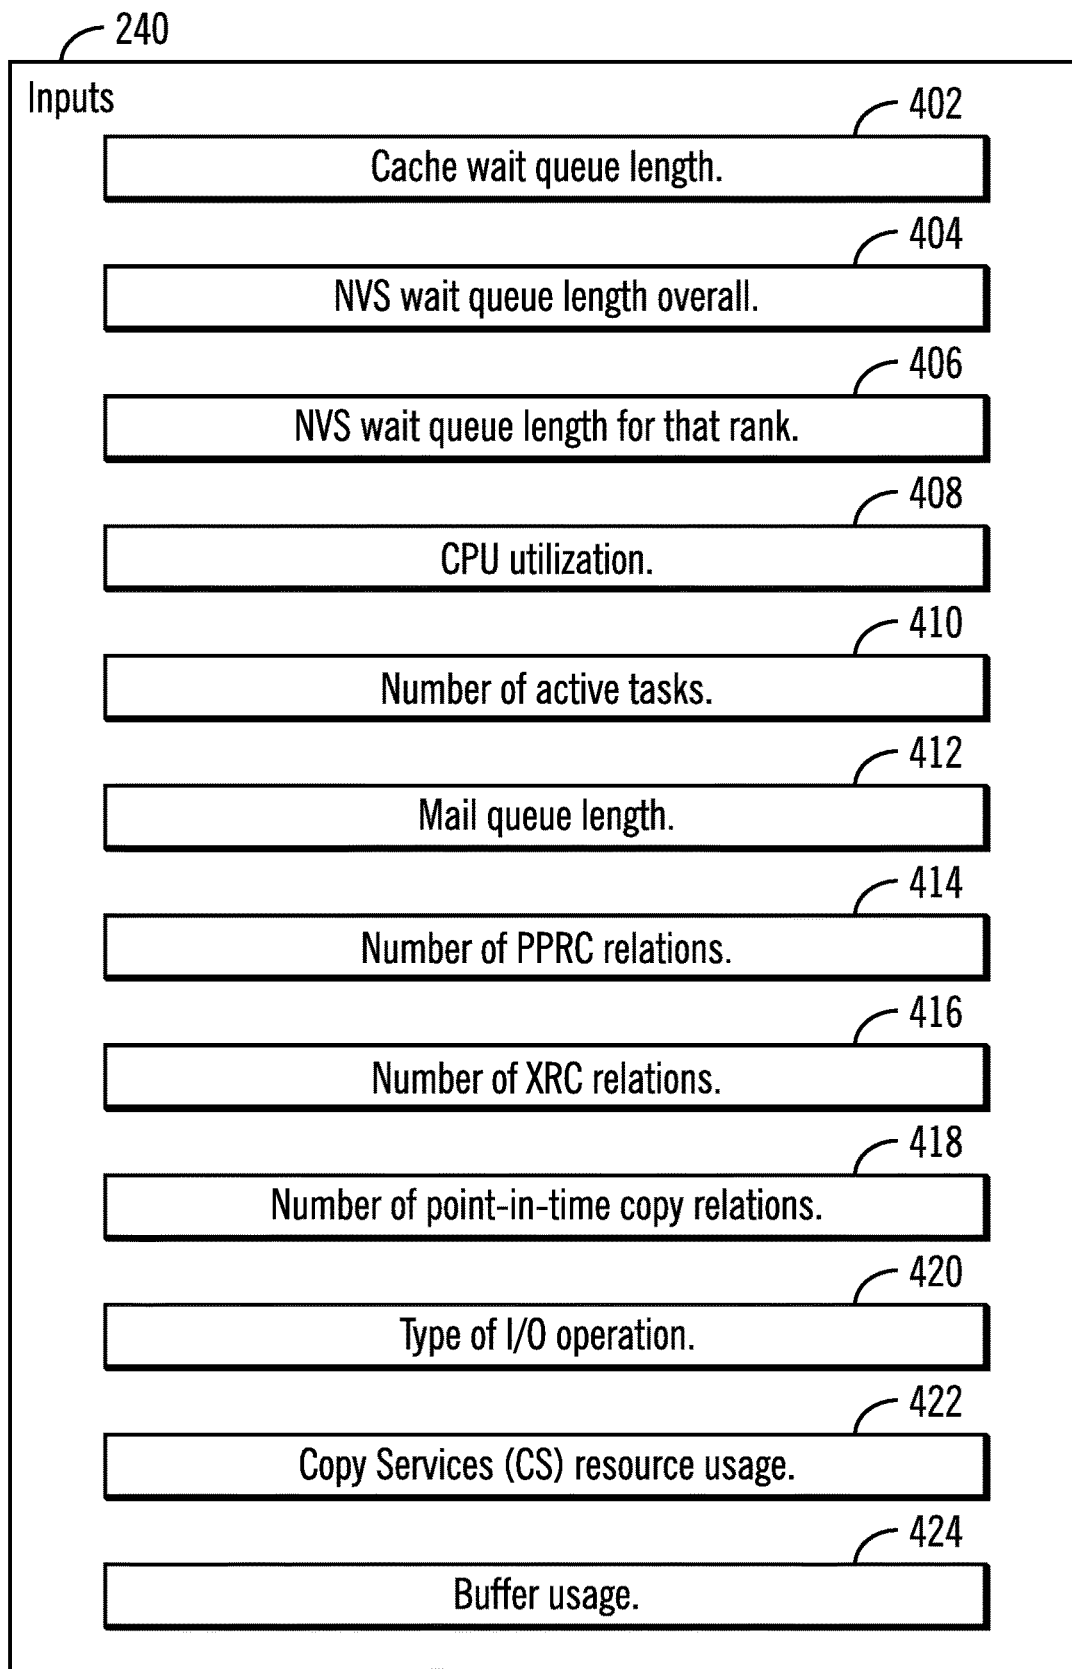 240
Inputs
402
Cache wait queue length.
404
NVS wait queue length overall.
406
NVS wait queue length for that rank.
408
CPU utilization.
410
Number of active tasks.
412
Mail queue length.
414
Number of PPRC relations.
416
Number of XRC relations.
418
Number of point-in-time copy relations.
420
Type of I/O operation.
422
Copy Services (CS) resource usage.
424
Buffer usage.